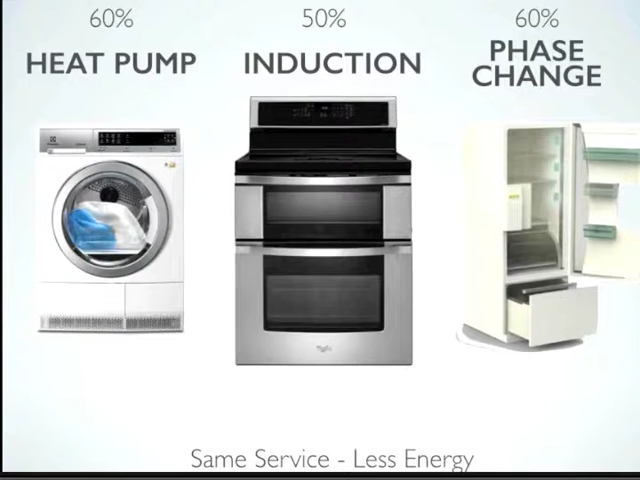 60%
50%
60%
HEAT PUMP
INDUCTION
PHASE
CHANGE
Same Service - Less Energy